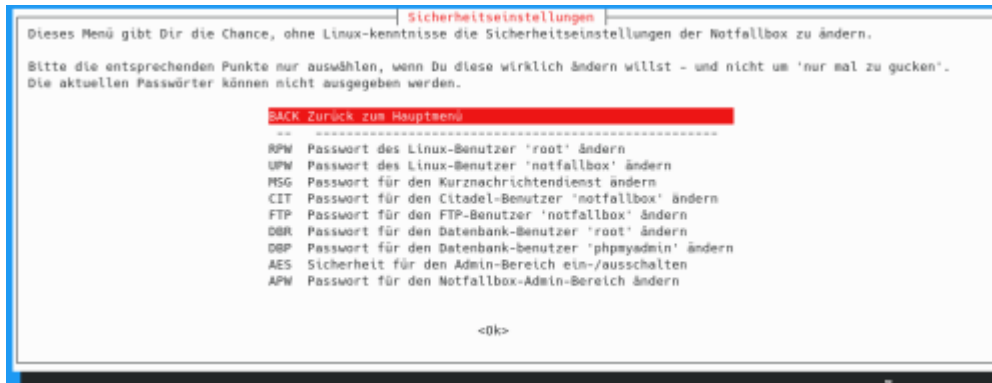 Sicherheitseinstellungen
Dieses Menü gibt Dir die Chance, ohne Linux-kenntnisse die Sicherheitseinstellungen der Notfallbox zu ändern.
Bitte die entsprechenden Punkte nur auswählen, wenn Du diese wirklich ändern willst - und nicht um 'nur mal zu gucken'.
Die aktuellen Passwörter können nicht ausgegeben werden.
BACK Zurück zum Hauptmenü
-- ----------------------------------------------------
RPW Passwort des Linux-Benutzer 'root' ändern
UPW Passwort des Linux-Benutzer 'notfallbox' ändern
MSG Passwort für den Kurznachrichtendienst ändern
CIT Passwort für den Citadel-Benutzer 'notfallbox' ändern
FTP Passwort für den FTP-Benutzer 'notfallbox' ändern
DBR Passwort für den Datenbank-Benutzer 'root' ändern
DBP Passwort für den Datenbank-benutzer 'phpmyadmin' ändern
AES Sicherheit für den Admin-Bereich ein-/ausschalten
APW Passwort für den Notfallbox-Admin-Bereich ändern
<Ok>